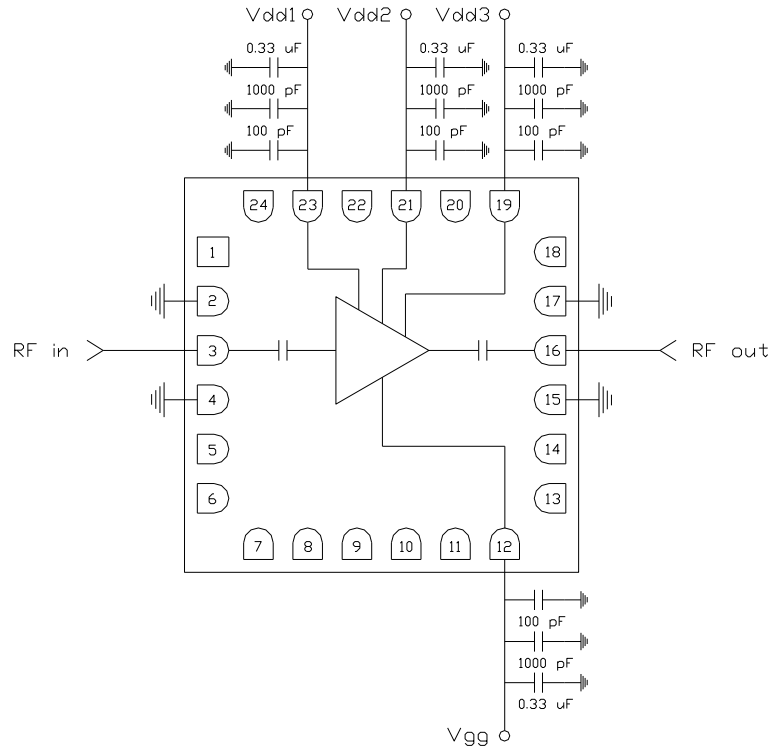 Vdd1 Vdd2 Vdd3
0.33 uF 0.33 uF 0.33 uF
1000 pF 1000 pF 1000 pF
100 pF 100 pF 100 pF
24 23 22 21 20 19
1 18
2 17
RF in 3 16 RF out
4 15
5 14
6 13
7 8 9 10 11 12
100 pF
1000 pF
0.33 uF
Vgg